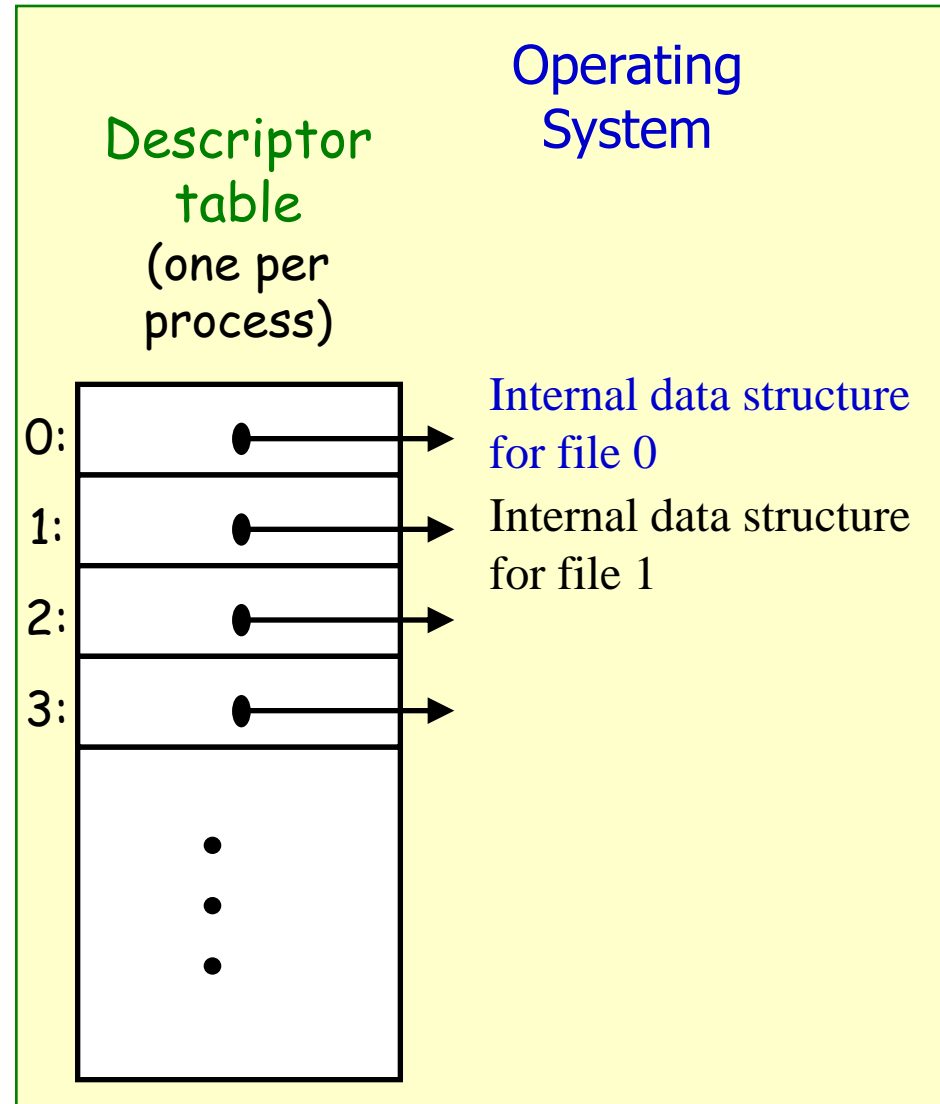 Operating
System
Descriptor
table
(one per
process)
0:
Internal data structure
for file 0
1:
Internal data structure
for file 1
2:
3: